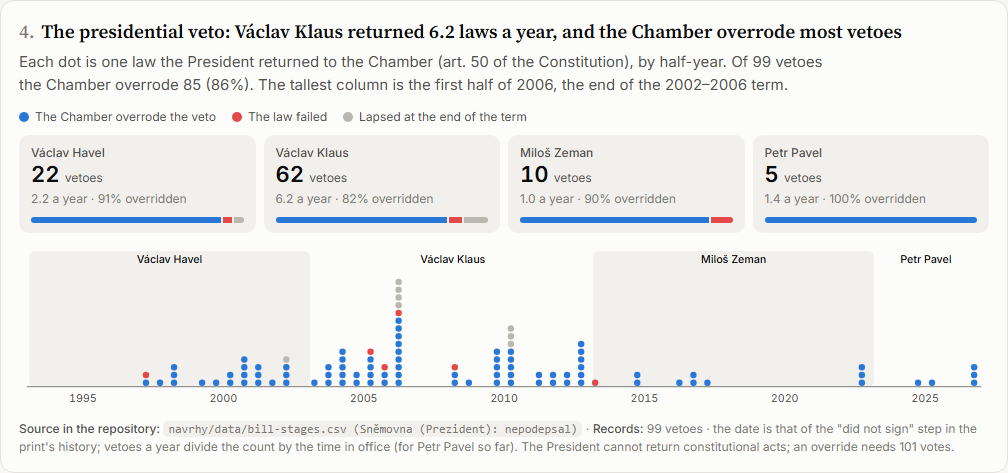 4. The presidential veto: Václav Klaus returned 6.2 laws a year, and the Chamber overrode most vetoes
Each dot is one law the President returned to the Chamber (art. 50 of the Constitution), by half-year. Of 99 vetoes
the Chamber overrode 85 (86%). The tallest column is the first half of 2006, the end of the 2002–2006 term.
The Chamber overrode the veto
The law failed
Lapsed at the end of the term
Václav Havel
22 vetoes
2.2 a year · 91% overridden
Václav Klaus
62 vetoes
6.2 a year · 82% overridden
Miloš Zeman
10 vetoes
1.0 a year · 90% overridden
Petr Pavel
5 vetoes
1.4 a year · 100% overridden
Václav Havel
Václav Klaus
Miloš Zeman
Petr Pavel
1995
2000
2005
2010
2015
2020
2025
Source in the repository: navrhy/data/bill-stages.csv (Sněmovna (Prezident): nepodepsal) · Records: 99 vetoes · the date is that of the "did not sign" step in the
print's history; vetoes a year divide the count by the time in office (for Petr Pavel so far). The President cannot return constitutional acts; an override needs 101 votes.